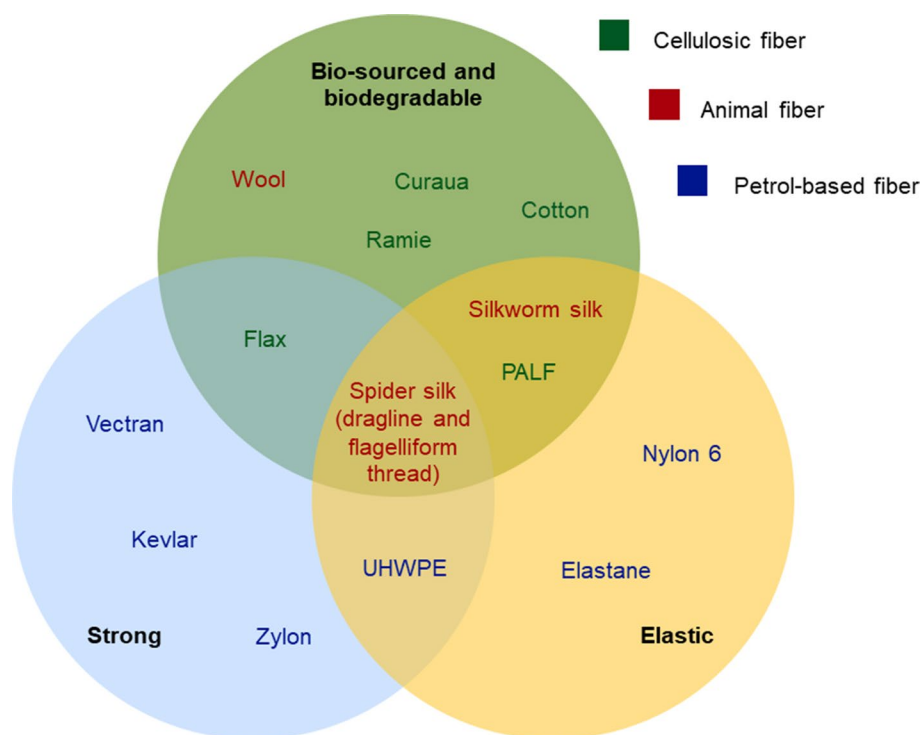 Cellulosic fiber
Bio-sourced and
biodegradable
Animal fiber
Wool
Curaua
Petrol-based fiber
Cotton
Ramie
Silkworm silk
Flax
PALF
Spider silk
(dragline and
flagelliform
thread)
Vectran
Nylon 6
Kevlar
UHWPE
Elastane
Strong
Zylon
Elastic